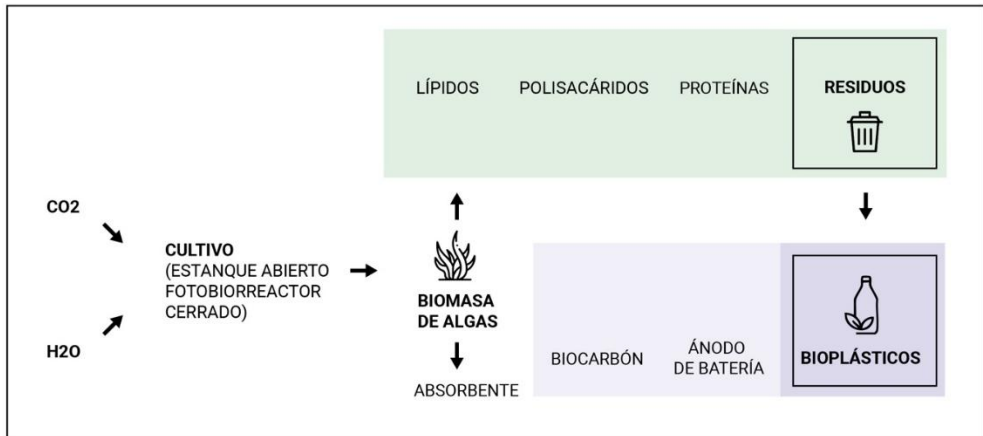 LÍPIDOS
POLISACÁRIDOS
PROTEÍNAS
RESIDUOS
CO2
CULTIVO
(ESTANQUE ABIERTO
FOTOBIORREACTOR
CERRADO)
H2O
BIOMASA
DE ALGAS
ABSORBENTE
BIOCARBÓN
ÁNODO
DE BATERÍA
BIOPLÁSTICOS